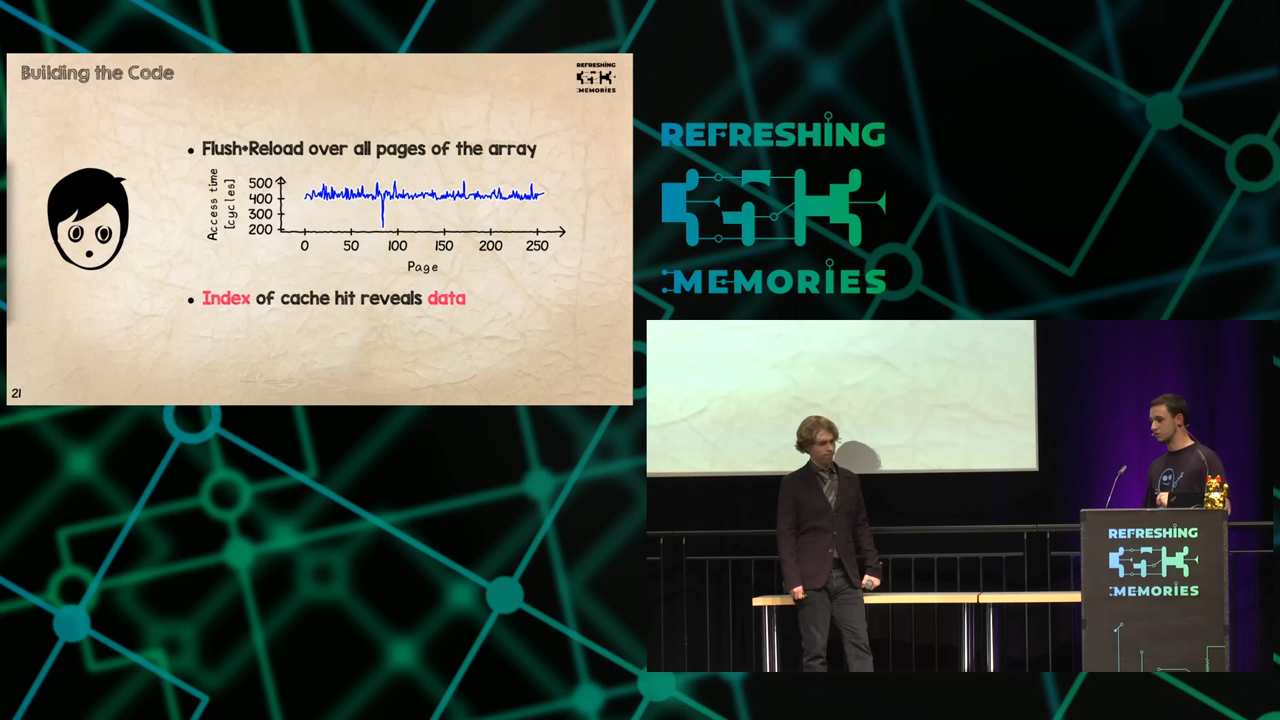 Building the Code
REFRESHING
:MEMORIES
• Flush+Reload over all pages of the array
Access time
[cycles]
500
400
300
200
0 50 100 150 200 250
Page
• Index of cache hit reveals data
21
REFRESHING
:MEMORIES
REFRESHING
:MEMORIES